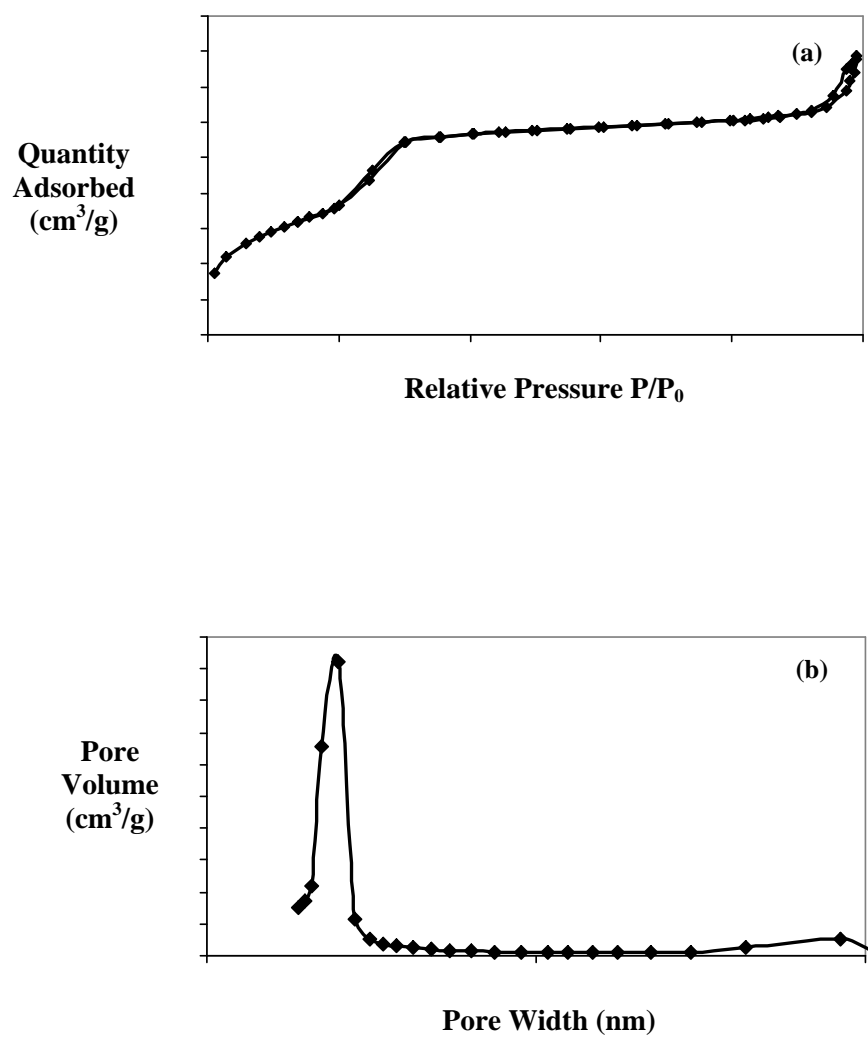 (a)
Quantity
Adsorbed
(cm³/g)
Relative Pressure P/P₀
(b)
Pore
Volume
(cm³/g)
Pore Width (nm)